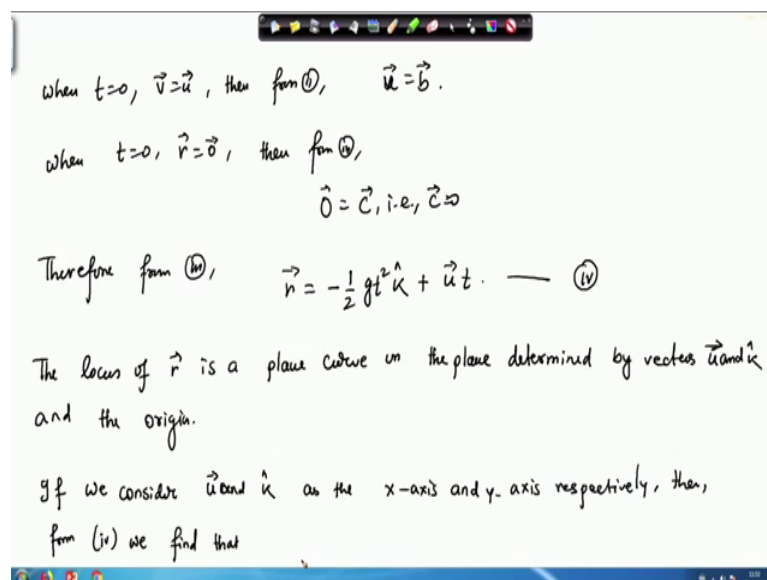 when t=0, v⃗=u⃗, then from (ii), u⃗=b⃗.
when t=0, r⃗=0⃗, then from (iii),
0⃗ = c⃗, i.e., c⃗=0
Therefore from (iii), r⃗ = -1/2 gt² k̂ + u⃗t. —— (iv)
The locus of r⃗ is a plane curve in the plane determined by vectors u⃗ and k̂
and the origin.
If we consider u⃗ and k̂ as the x-axis and y-axis respectively, then,
from (iv) we find that